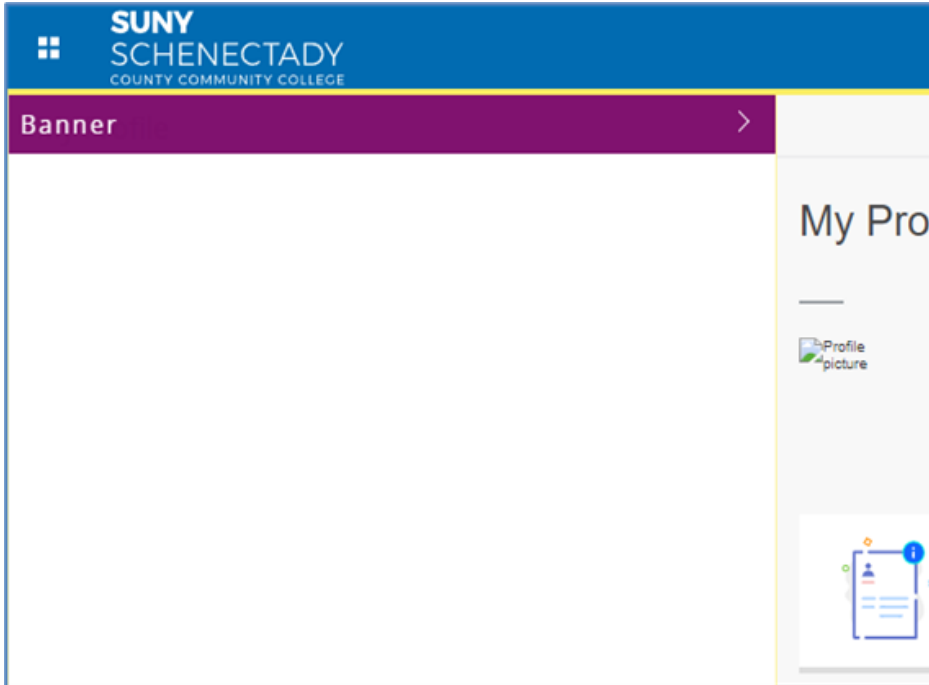 SUNY
SCHENECTADY
COUNTY COMMUNITY COLLEGE
Banner
My Pro
Profile
picture
i